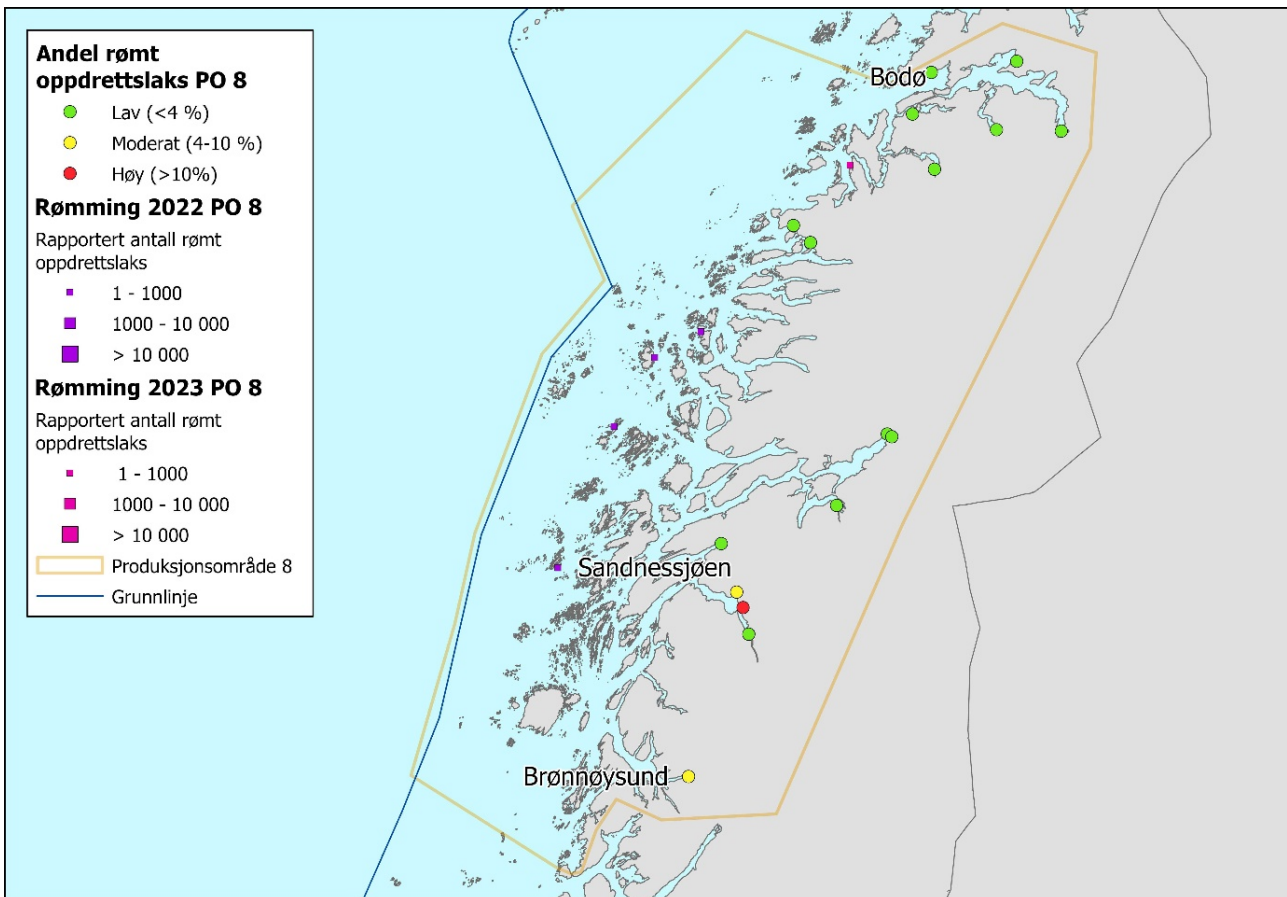 Andel rømt
oppdrettslaks PO 8
Lav (<4 %)
Moderat (4-10 %)
Høy (>10%)
Rømming 2022 PO 8
Rapportert antall rømt
oppdrettslaks
1 - 1000
1000 - 10 000
> 10 000
Rømming 2023 PO 8
Rapportert antall rømt
oppdrettslaks
1 - 1000
1000 - 10 000
> 10 000
Produksjonsområde 8
Grunnlinje
Bodø
Sandnessjøen
Brønnøysund